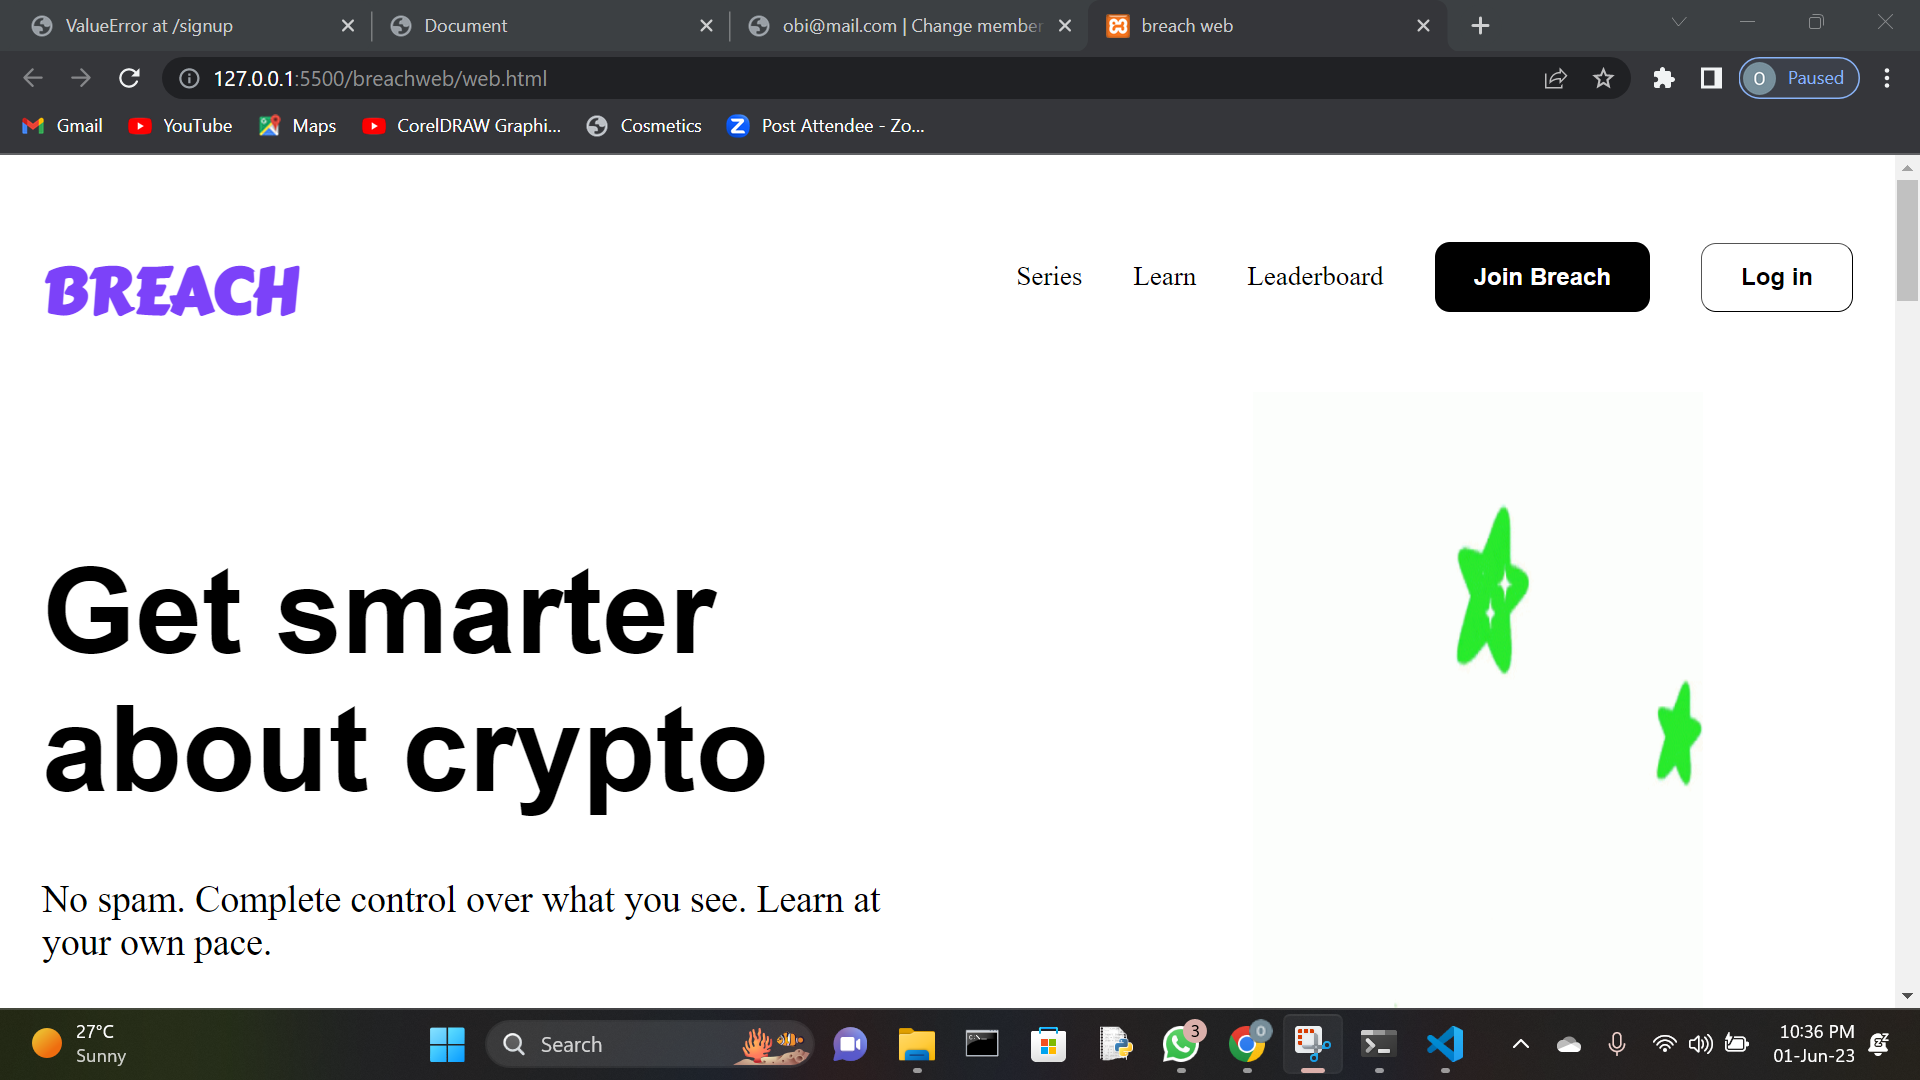 ValueError at /signup
Document
obi@mail.com | Change member
breach web
127.0.0.1:5500/breachweb/web.html
Paused
Gmail
YouTube
Maps
CorelDRAW Graphi...
Cosmetics
Post Attendee - Zo...
BREACH
Series
Learn
Leaderboard
Join Breach
Log in
Get smarter
about crypto
No spam. Complete control over what you see. Learn at
your own pace.
27°C
Sunny
Search
3
0
10:36 PM
01-Jun-23